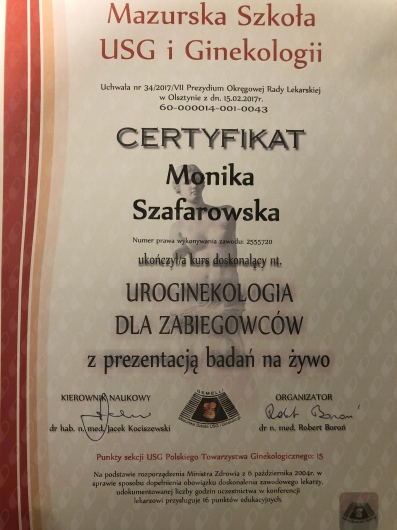 Mazurska Szkoła
USG i Ginekologii
Uchwała nr 34/2017/VII Prezydium Okręgowej Rady Lekarskiej
w Olsztynie z dn. 15.02.2017r.
60-000014-001-0043
CERTYFIKAT
Monika
Szafarowska
Numer prawa wykonywania zawodu: 2555720
ukończył/a kurs doskonalący nt.
UROGINEKOLOGIA
DLA ZABIEGOWCÓW
z prezentacją badań na żywo
KIEROWNIK NAUKOWY
dr hab. n. med. Jacek Kociszewski
GEMELLI
ORGANIZATOR
Robt Boroń
dr n. med. Robert Boroń
Punkty sekcji USG Polskiego Towarzystwa Ginekologicznego: 15
Na podstawie rozporządzenia Ministra Zdrowia z 6 października 2004r. w
sprawie sposobu dopełnienia obowiązku doskonalenia zawodowego lekarzy,
udokumentowanej liczby godzin uczestnictwa w konferencji
lekarzowi przysługuje 16 punktów edukacyjnych.